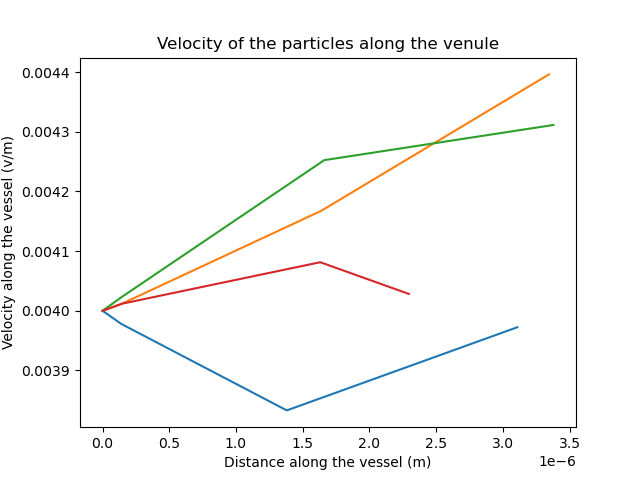 Velocity of the particles along the venule
Velocity along the vessel (v/m)
0.0044
0.0043
0.0042
0.0041
0.0040
0.0039
0.0 0.5 1.0 1.5 2.0 2.5 3.0 3.5
1e−6
Distance along the vessel (m)